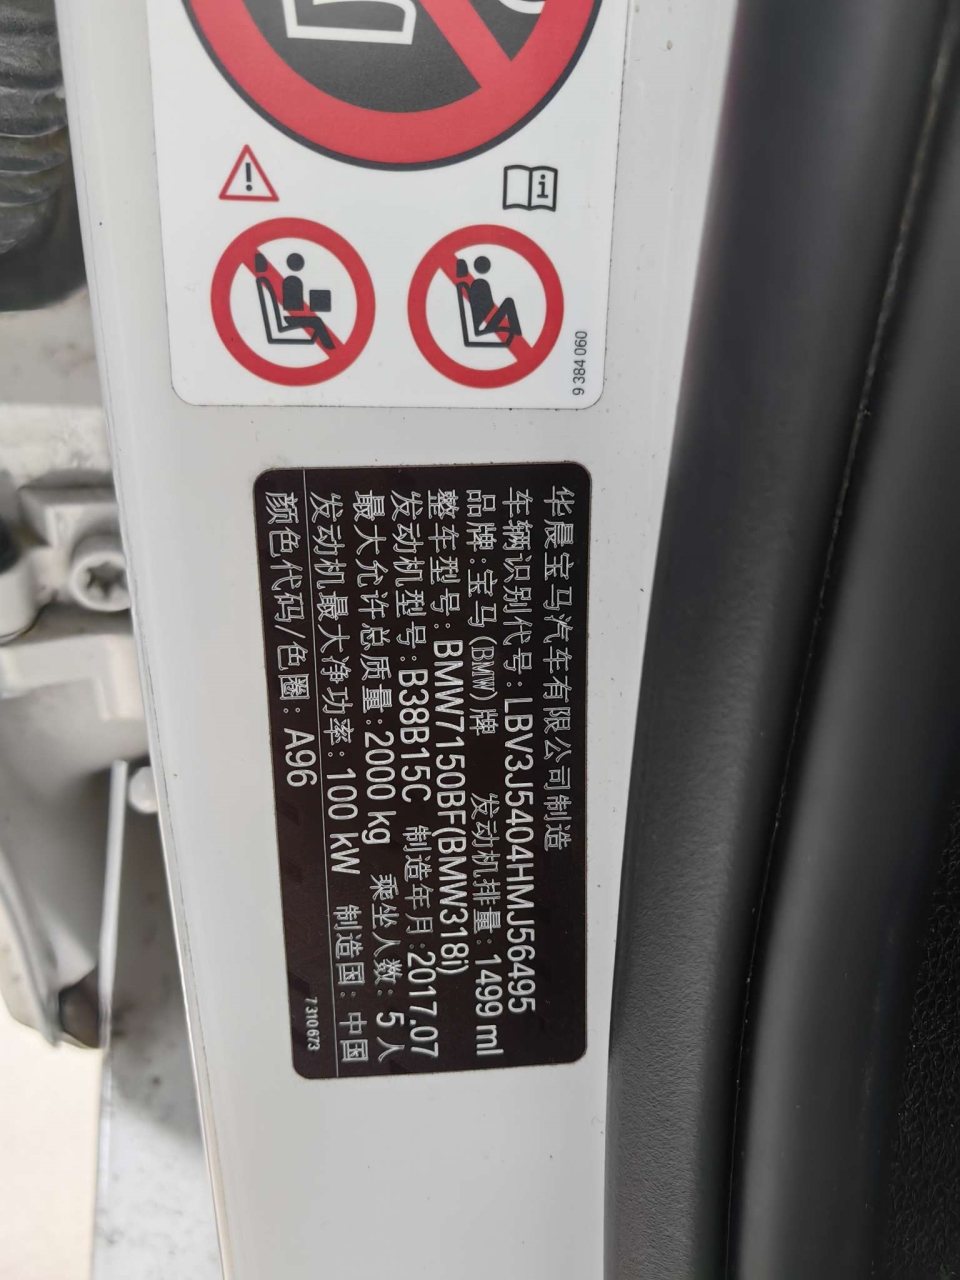 9 384 060
华晨宝马汽车有限公司制造
车辆识别代号: LBV3J5404HMJ56495
品牌:宝马(BMW)牌 发动机排量: 1499 ml
整车型号: BMW7150BF(BMW318i)
发动机型号: B38B15C 制造年月: 2017.07
最大允许总质量: 2000 kg 乘坐人数: 5 人
发动机最大净功率: 100 kW 制造国: 中国
颜色代码/色圈: A96
7 310 673